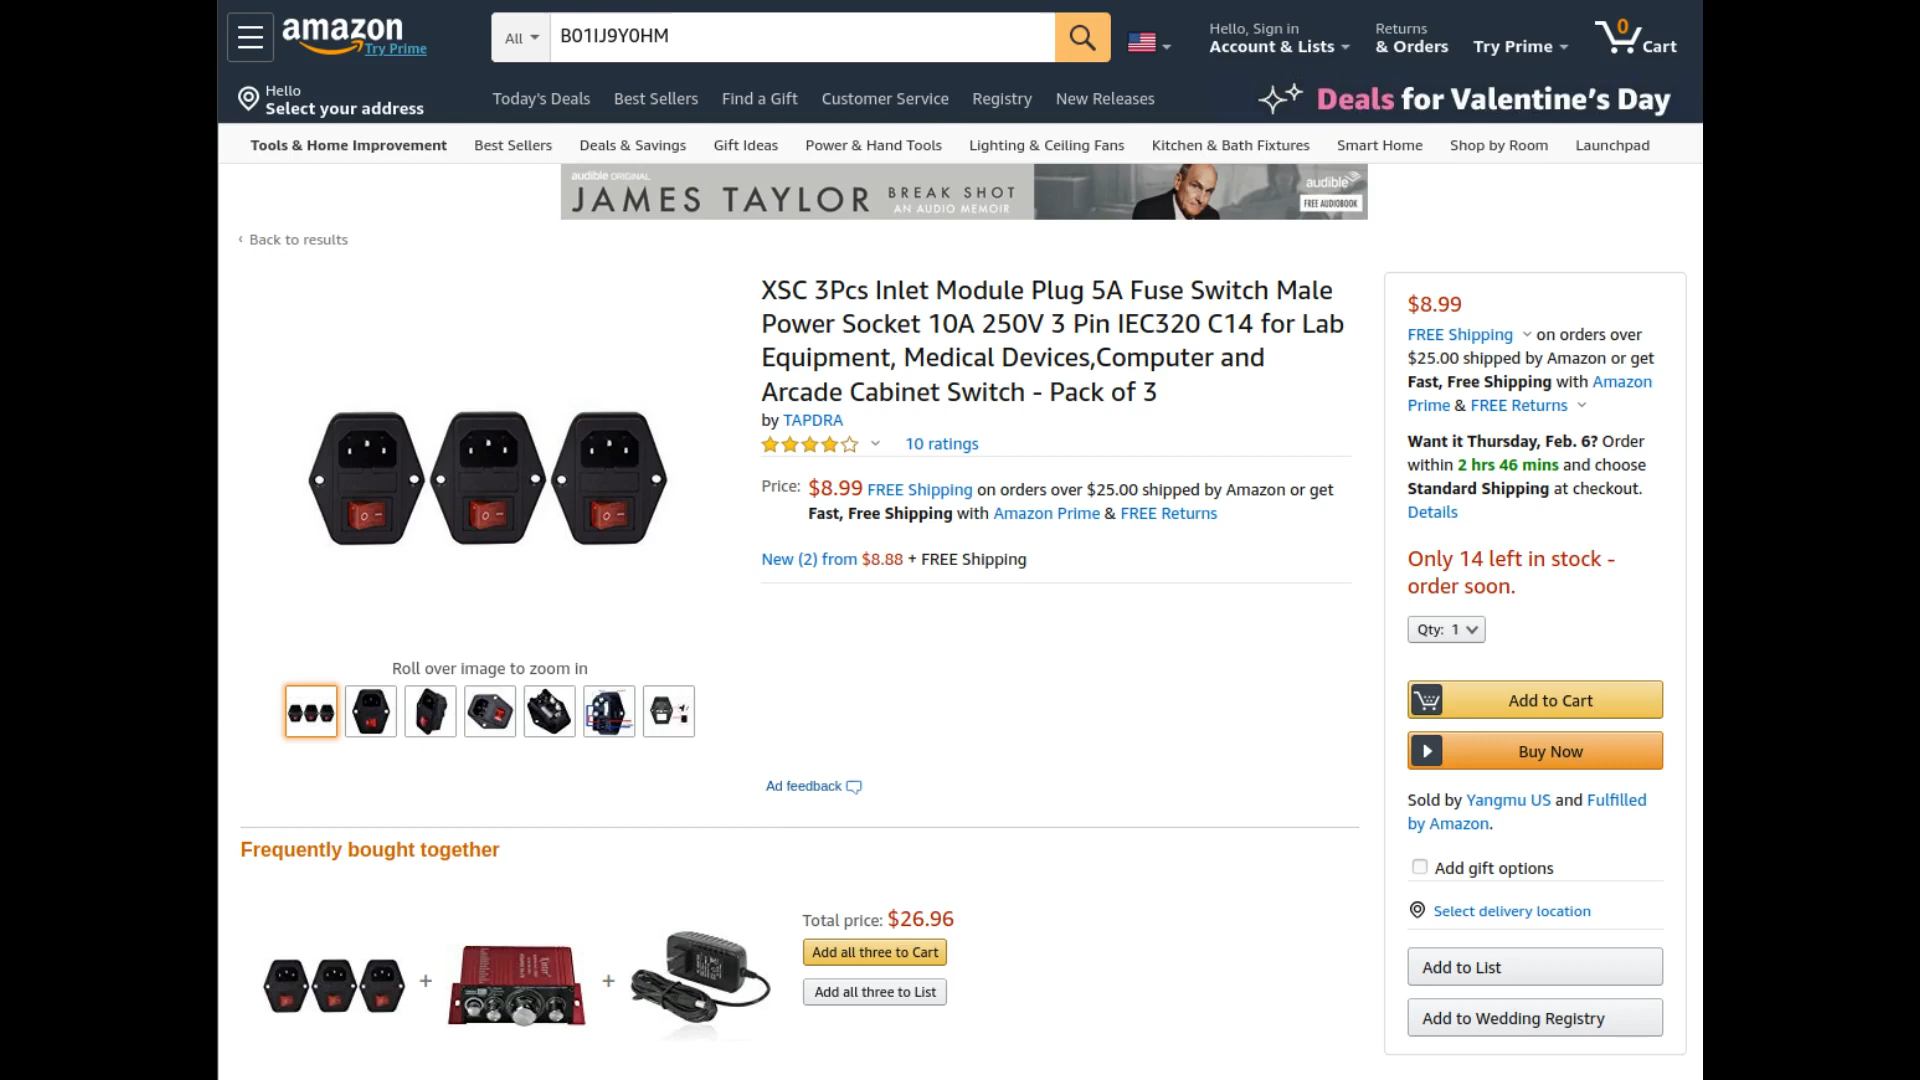 amazon
Try Prime
All
B01IJ9Y0HM
Hello, Sign in
Account & Lists
Returns
& Orders
Try Prime
0
Cart
Hello
Select your address
Today's Deals
Best Sellers
Find a Gift
Customer Service
Registry
New Releases
Deals for Valentine's Day
Tools & Home Improvement
Best Sellers
Deals & Savings
Gift Ideas
Power & Hand Tools
Lighting & Ceiling Fans
Kitchen & Bath Fixtures
Smart Home
Shop by Room
Launchpad
audible ORIGINAL
JAMES TAYLOR
BREAK SHOT
AN AUDIO MEMOIR
audible
FREE AUDIOBOOK
‹ Back to results
XSC 3Pcs Inlet Module Plug 5A Fuse Switch Male
Power Socket 10A 250V 3 Pin IEC320 C14 for Lab
Equipment, Medical Devices,Computer and
Arcade Cabinet Switch - Pack of 3
by TAPDRA
10 ratings
Price: $8.99 FREE Shipping on orders over $25.00 shipped by Amazon or get
Fast, Free Shipping with Amazon Prime & FREE Returns
New (2) from $8.88 + FREE Shipping
Roll over image to zoom in
Ad feedback
Frequently bought together
Total price: $26.96
Add all three to Cart
Add all three to List
$8.99
FREE Shipping on orders over
$25.00 shipped by Amazon or get
Fast, Free Shipping with Amazon
Prime & FREE Returns
Want it Thursday, Feb. 6? Order
within 2 hrs 46 mins and choose
Standard Shipping at checkout.
Details
Only 14 left in stock -
order soon.
Qty: 1
Add to Cart
Buy Now
Sold by Yangmu US and Fulfilled
by Amazon.
Add gift options
Select delivery location
Add to List
Add to Wedding Registry